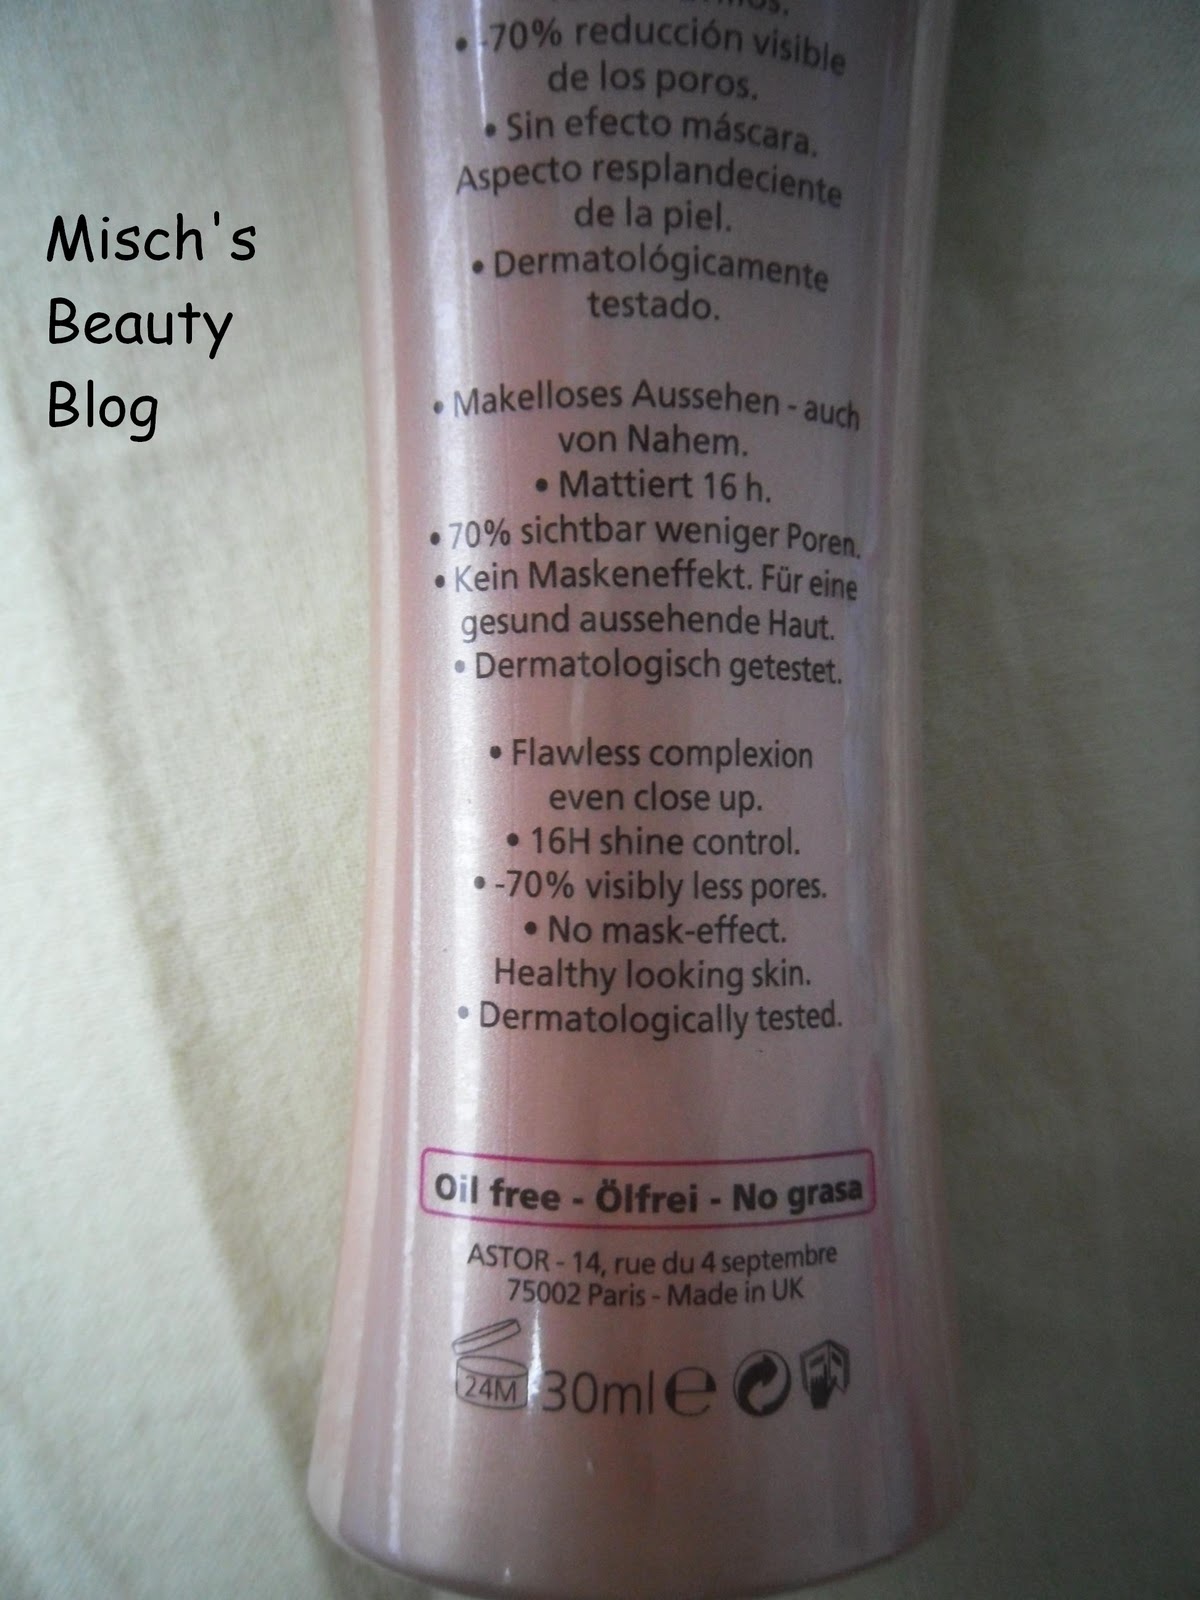 Misch's
Beauty
Blog
-70% reducción visible
de los poros.
• Sin efecto máscara.
Aspecto resplandeciente
de la piel.
• Dermatológicamente
testado.
• Makelloses Aussehen - auch
von Nahem.
• Mattiert 16 h.
• 70% sichtbar weniger Poren.
• Kein Maskeneffekt. Für eine
gesund aussehende Haut.
• Dermatologisch getestet.
• Flawless complexion
even close up.
• 16H shine control.
• -70% visibly less pores.
• No mask-effect.
Healthy looking skin.
• Dermatologically tested.
Oil free - Ölfrei - No grasa
ASTOR - 14, rue du 4 septembre
75002 Paris - Made in UK
24M 30ml e